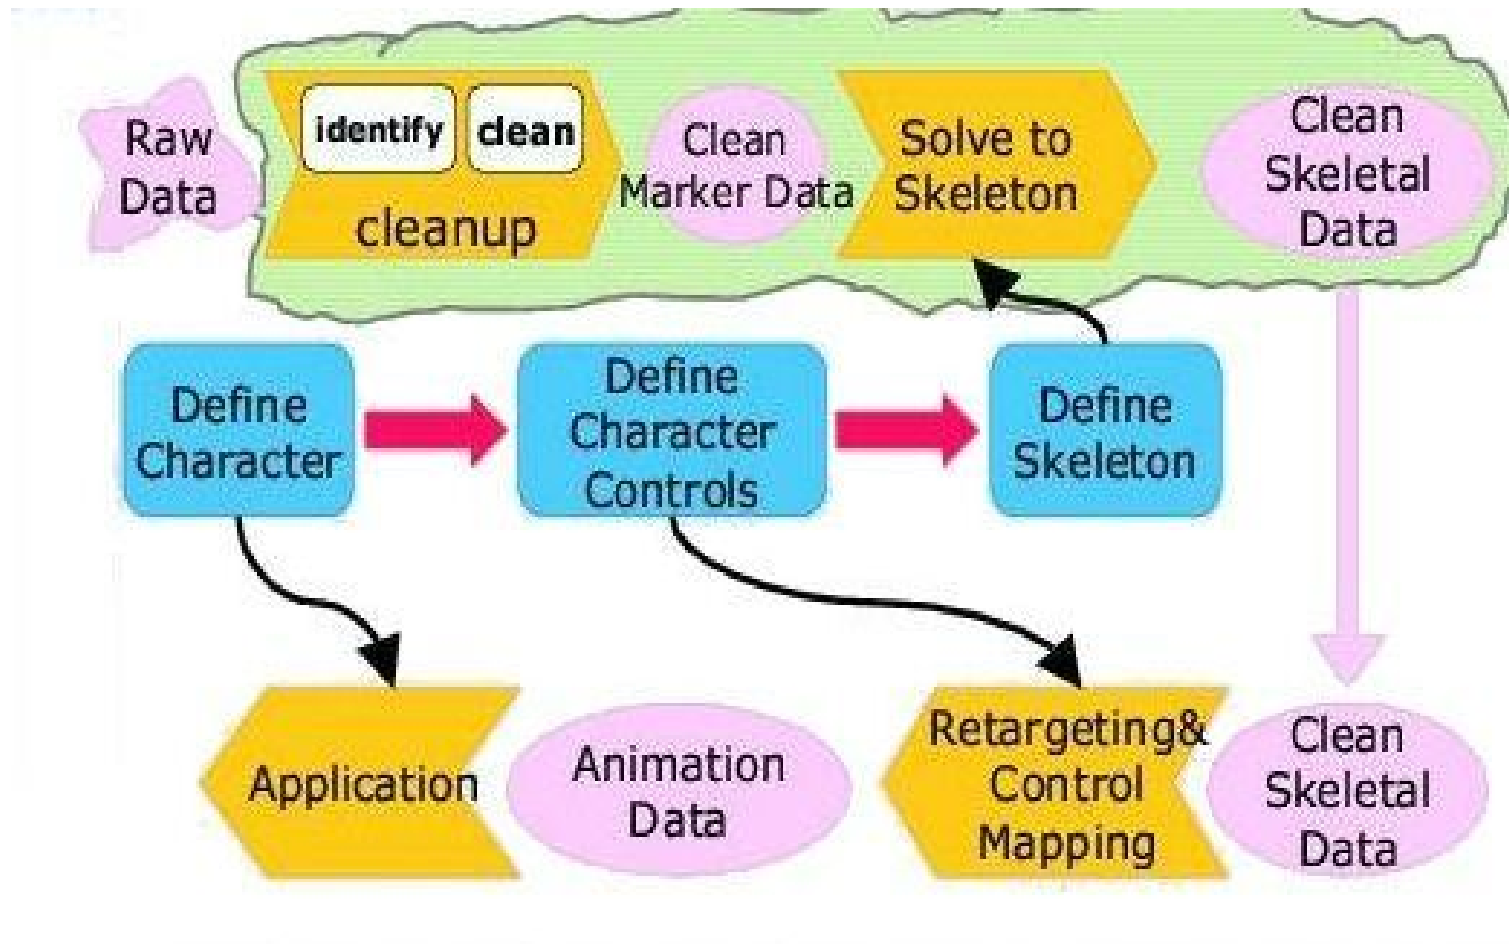 Raw
Data
identify
clean
cleanup
Clean
Marker Data
Solve to
Skeleton
Clean
Skeletal
Data
Define
Character
Define
Character
Controls
Define
Skeleton
Application
Animation
Data
Retargeting&
Control
Mapping
Clean
Skeletal
Data